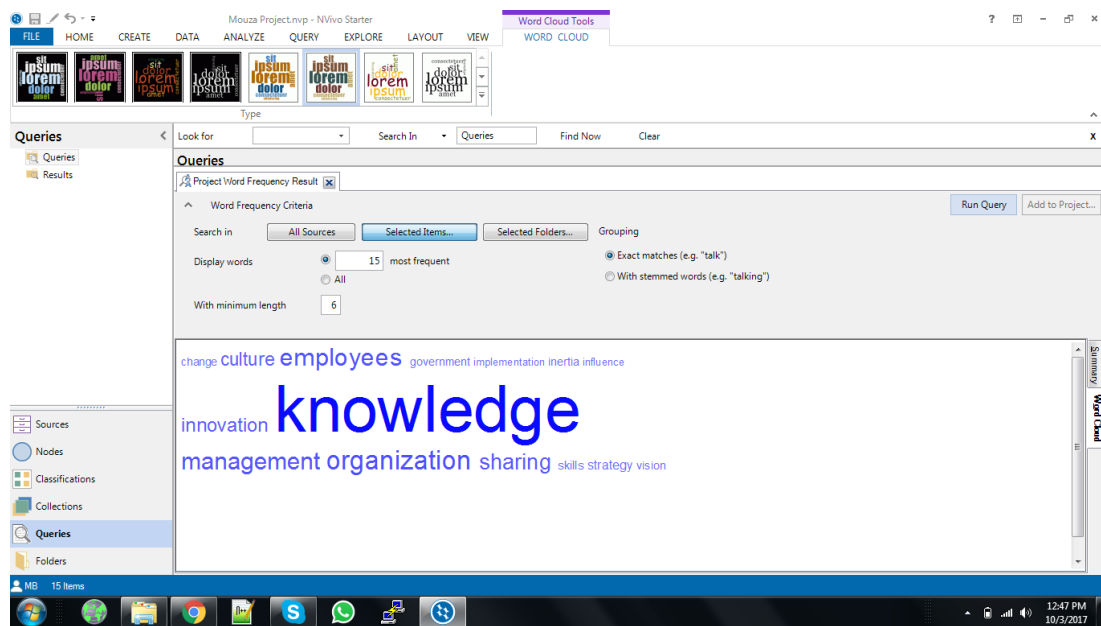 Mouza Project.nvp - NVivo Starter
Word Cloud Tools
FILE HOME CREATE DATA ANALYZE QUERY EXPLORE LAYOUT VIEW WORD CLOUD
Type
Queries
Look for Search In Queries Find Now Clear x
Queries
Results
Queries
Project Word Frequency Result
Word Frequency Criteria
Run Query Add to Project...
Search in All Sources Selected Items... Selected Folders... Grouping
Display words 15 most frequent
All
Exact matches (e.g. "talk")
With stemmed words (e.g. "talking")
With minimum length 6
change culture employees government implementation inertia influence
innovation knowledge
management organization sharing skills strategy vision
Summary
Word Cloud
Sources
Nodes
Classifications
Collections
Queries
Folders
MB 15 Items
12:47 PM
10/3/2017